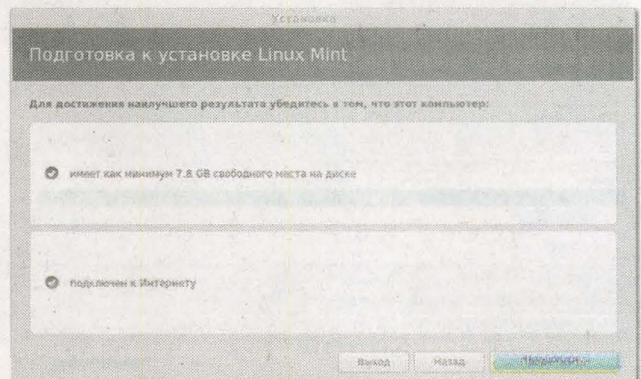 Установка
Подготовка к установке Linux Mint
Для достижения наилучшего результата убедитесь в том, что этот компьютер:
имеет как минимум 7.8 GB свободного места на диске
подключен к Интернету
Выход
Назад